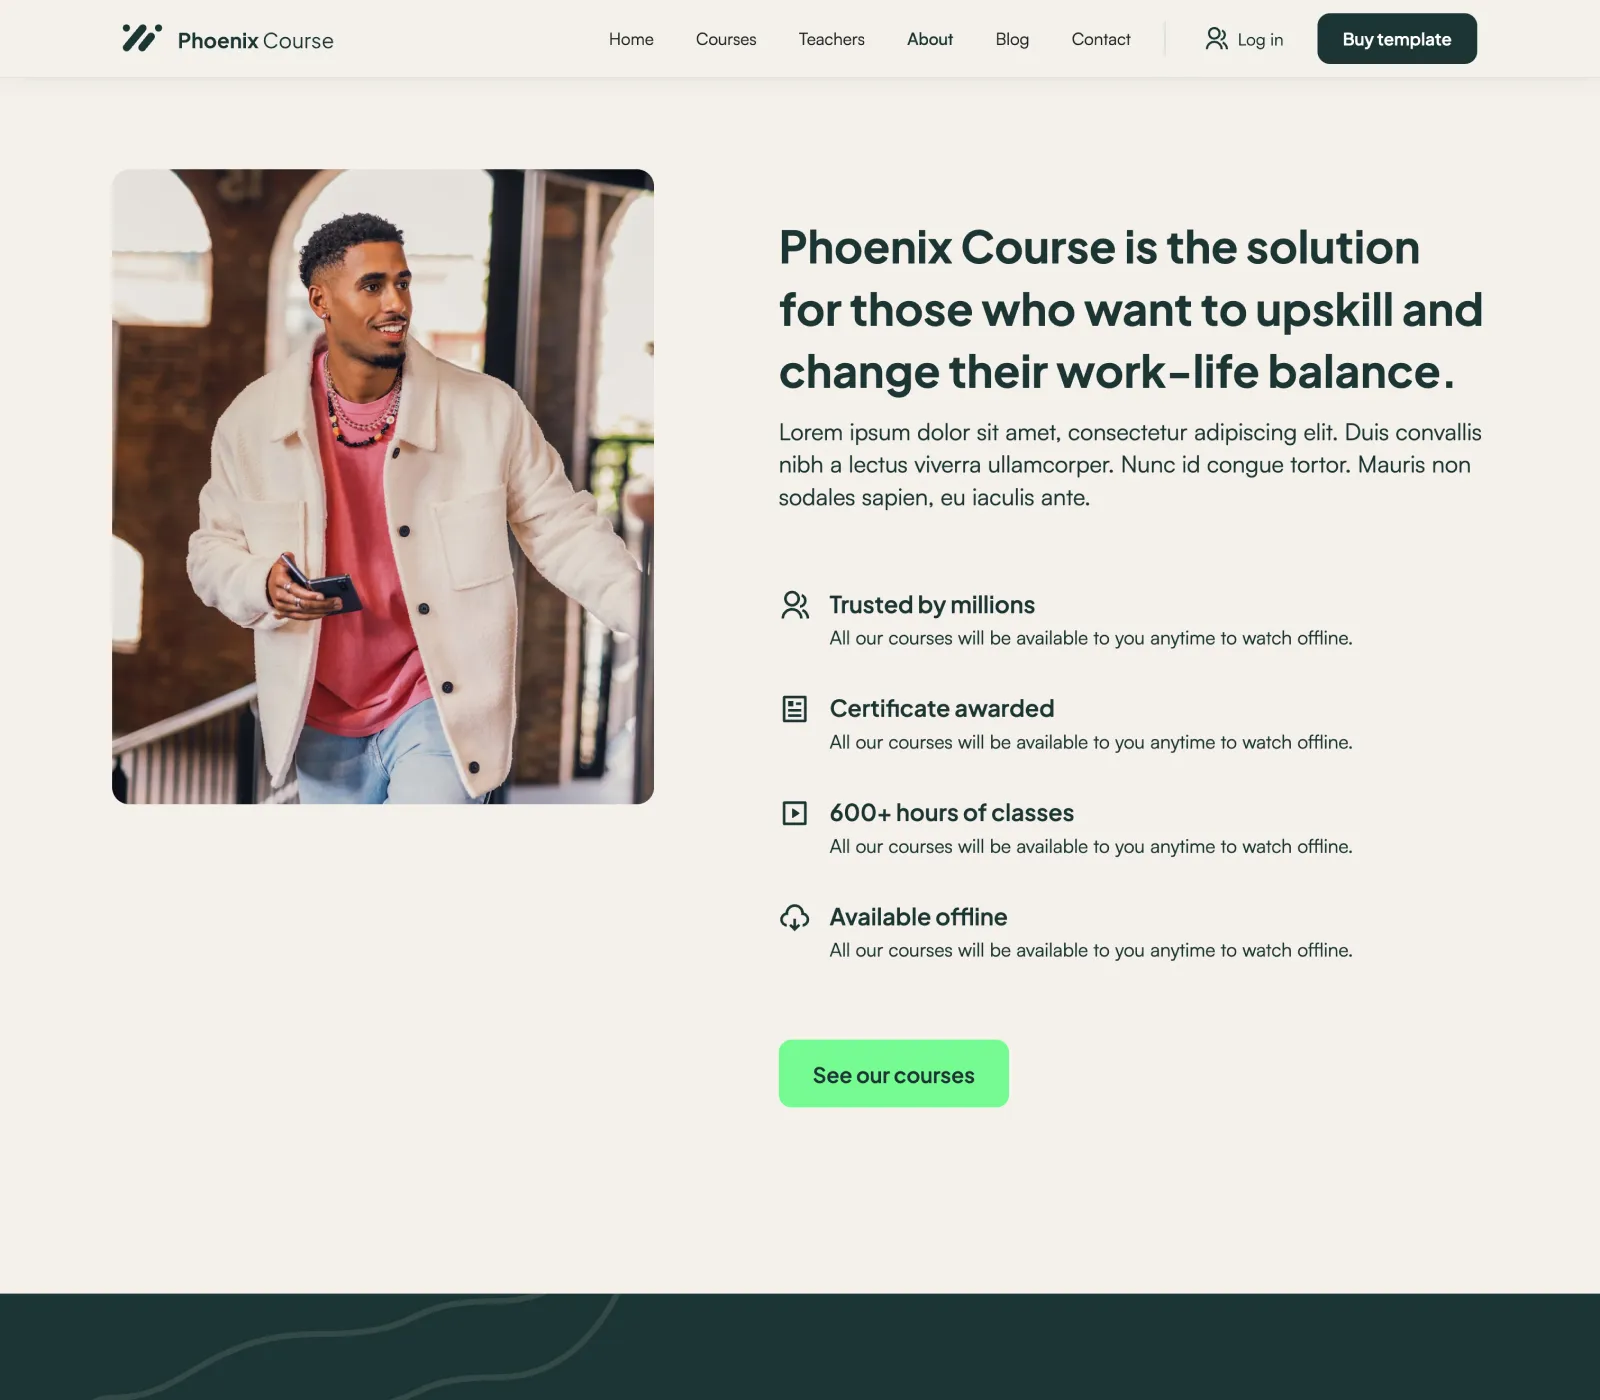 Phoenix Course
Home Courses Teachers About Blog Contact Log in Buy template
Phoenix Course is the solution
for those who want to upskill and
change their work-life balance.
Lorem ipsum dolor sit amet, consectetur adipiscing elit. Duis convallis
nibh a lectus viverra ullamcorper. Nunc id congue tortor. Mauris non
sodales sapien, eu iaculis ante.
Trusted by millions
All our courses will be available to you anytime to watch offline.
Certificate awarded
All our courses will be available to you anytime to watch offline.
600+ hours of classes
All our courses will be available to you anytime to watch offline.
Available offline
All our courses will be available to you anytime to watch offline.
See our courses